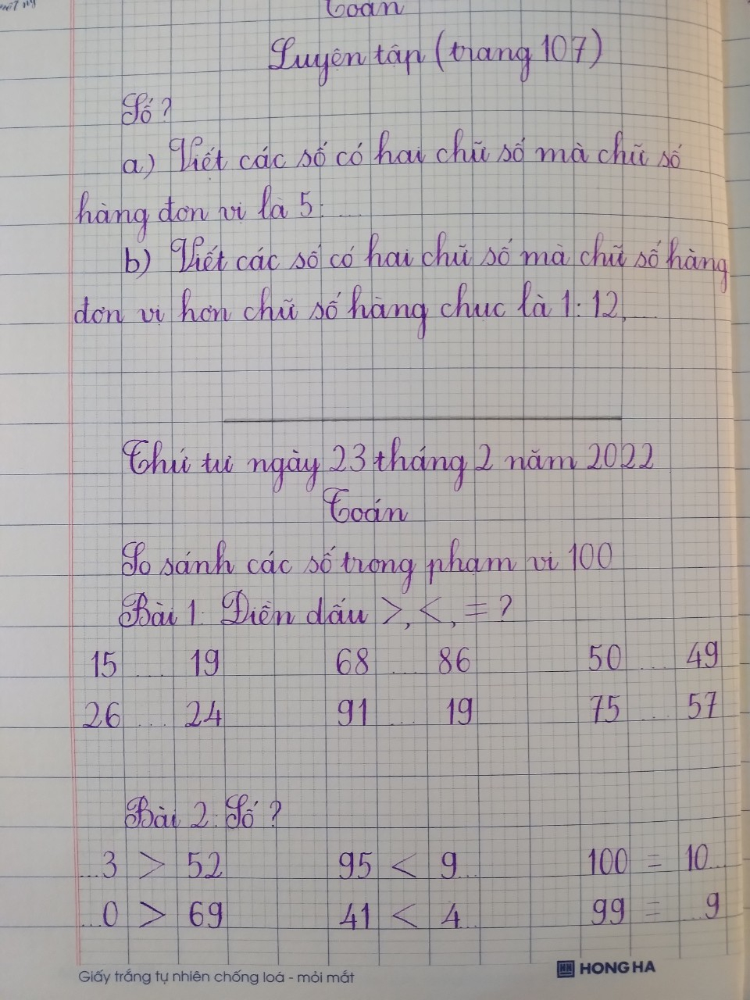 Toán
Luyện tập (trang 107)
Số?
a) Viết các số có hai chữ số mà chữ số
hàng đơn vị là 5: ....
b) Viết các số có hai chữ số mà chữ số hàng
đơn vị hơn chữ số hàng chục là 1: 12, ...
Thứ tư ngày 23 tháng 2 năm 2022
Toán
So sánh các số trong phạm vi 100
Bài 1: Điền dấu >, <, = ?
15 .... 19 68 .... 86 50 .... 49
26 .... 24 91 .... 19 75 .... 57
Bài 2: Số ?
...3 > 52 95 < 9... 100 = 10...
...0 > 69 41 < 4... 99 = ...9
Giấy trắng tự nhiên chống loá - mỏi mắt
HH HONG HA